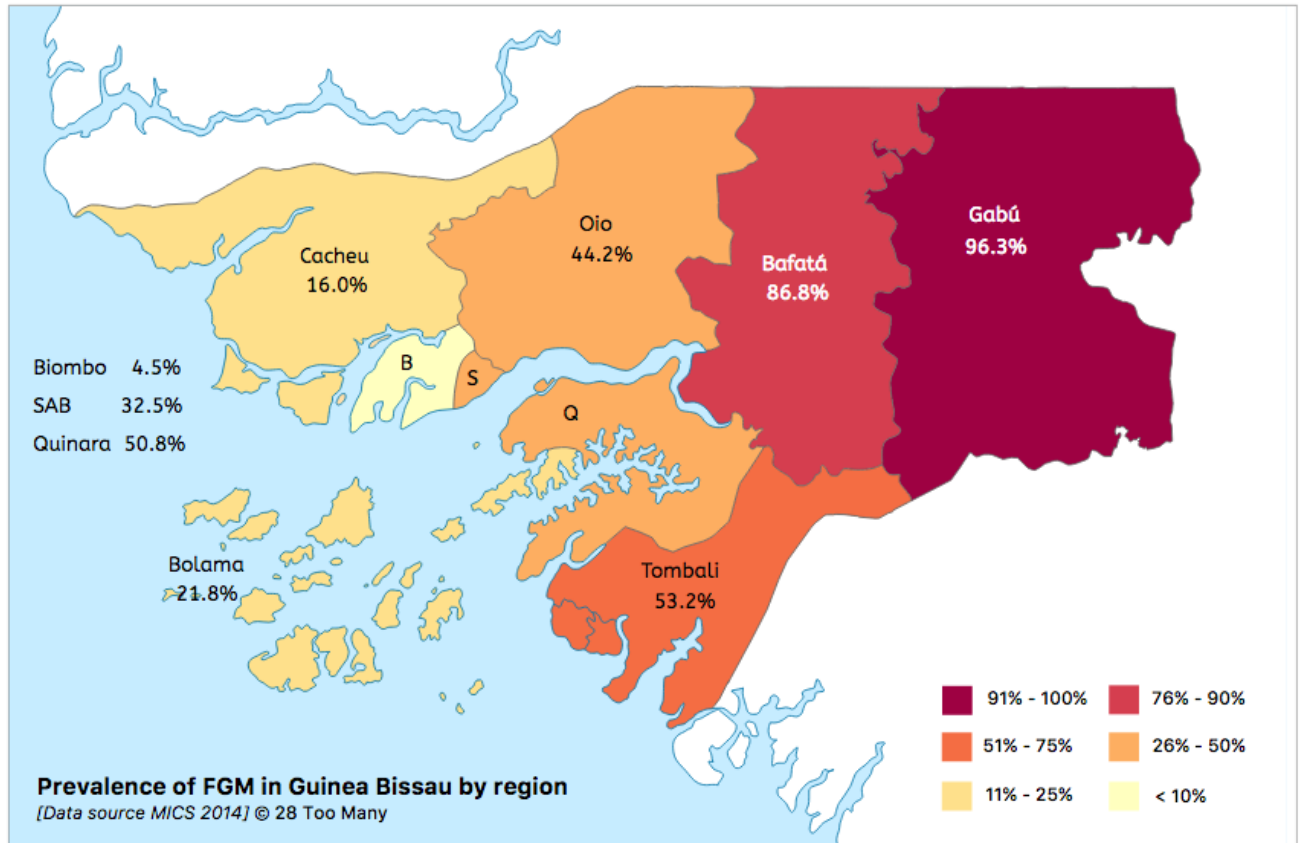 Oio
44.2%
Gabú
96.3%
Cacheu
16.0%
Bafatá
86.8%
Biombo 4.5%
SAB 32.5%
Quinara 50.8%
B
S
Q
Bolama
21.8%
Tombali
53.2%
91% - 100%
76% - 90%
51% - 75%
26% - 50%
11% - 25%
< 10%
Prevalence of FGM in Guinea Bissau by region
[Data source MICS 2014] © 28 Too Many